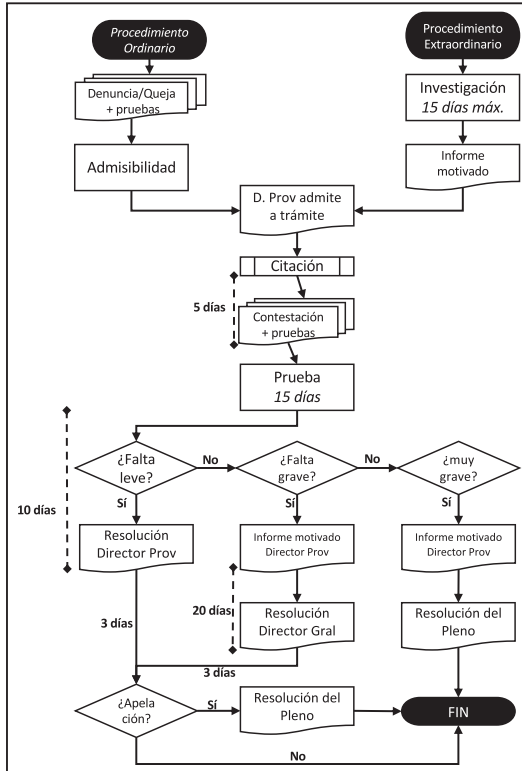 Procedimiento
Ordinario
Procedimiento
Extraordinario
Denuncia/Queja
+ pruebas
Investigación
15 días máx.
Admisibilidad
Informe
motivado
D. Prov admite
a trámite
Citación
5 días
Contestación
+ pruebas
Prueba
15 días
¿Falta
leve?
No
¿Falta
grave?
No
¿muy
grave?
Sí
Sí
Sí
10 días
Resolución
Director Prov
Informe motivado
Director Prov
Informe motivado
Director Prov
20 días
3 días
Resolución
Director Gral
Resolución del
Pleno
3 días
¿Apela
ción?
Sí
Resolución del
Pleno
FIN
No